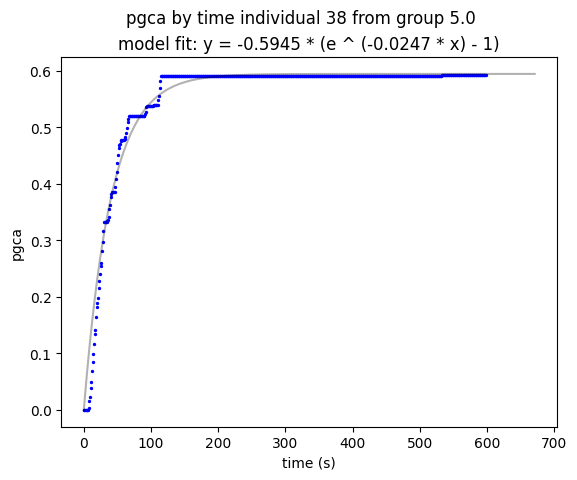 pgca by time individual 38 from group 5.0
model fit: y = -0.5945 * (e ^ (-0.0247 * x) - 1)
0.6
0.5
0.4
0.3
0.2
0.1
0.0
pgca
0 100 200 300 400 500 600 700
time (s)